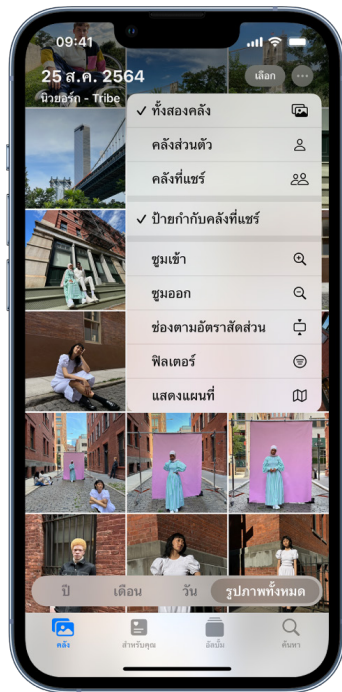 09:41
25 ส.ค. 2564
เลือก
นิวยอร์ก - Tribe
✓ ทั้งสองคลัง
คลังส่วนตัว
คลังที่แชร์
✓ ป้ายกำกับคลังที่แชร์
ซูมเข้า
ซูมออก
ช่องตามอัตราสัดส่วน
ฟิลเตอร์
แสดงแผนที่
ปี เดือน วัน รูปภาพทั้งหมด
คลัง สำหรับคุณ อัลบั้ม ค้นหา